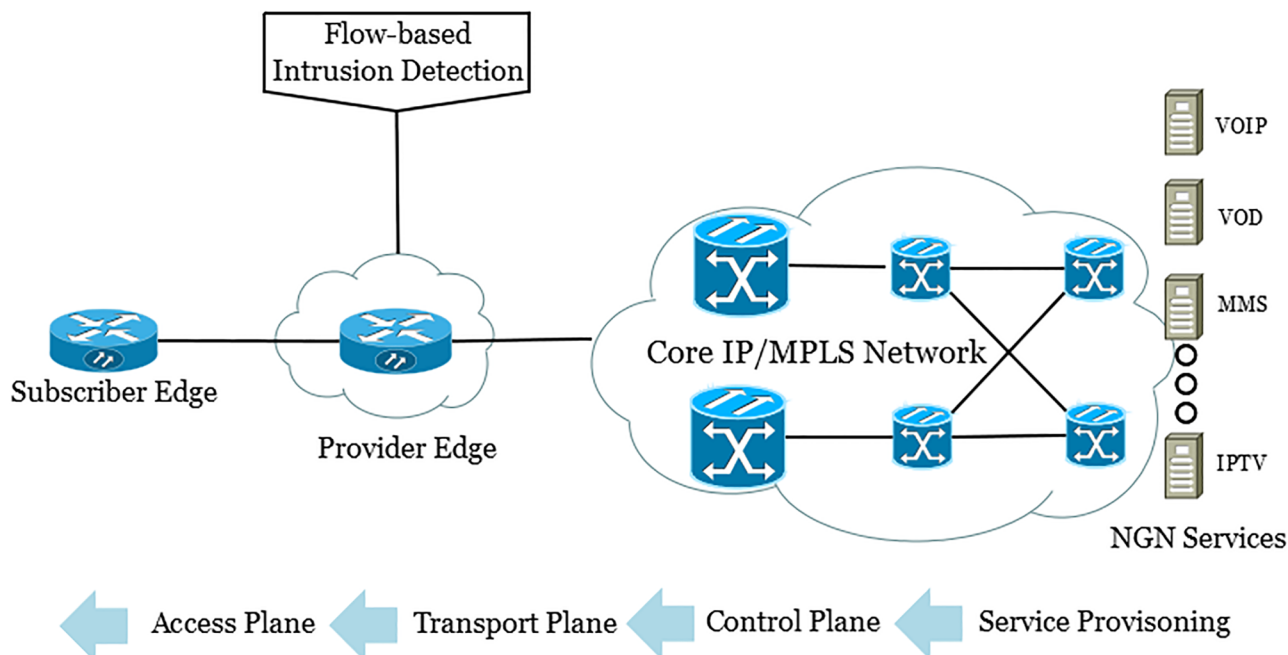 Flow-based
Intrusion Detection
VOIP
VOD
MMS
Core IP/MPLS Network
Subscriber Edge
Provider Edge
IPTV
NGN Services
Access Plane
Transport Plane
Control Plane
Service Provisoning